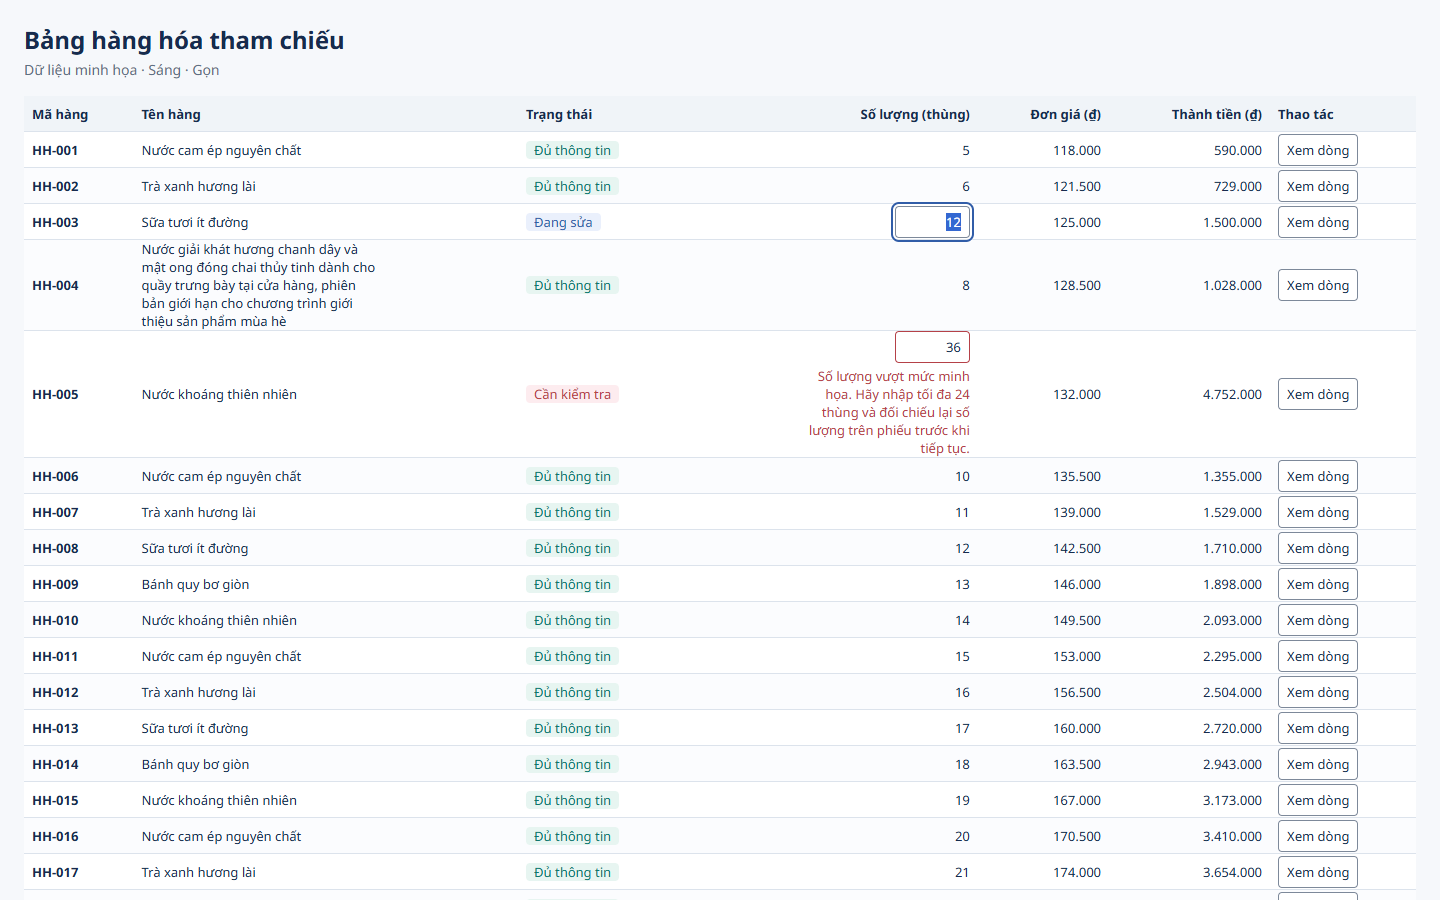 Bảng hàng hóa tham chiếu
Dữ liệu minh họa · Sáng · Gọn
Mã hàng Tên hàng Trạng thái Số lượng (thùng) Đơn giá (₫) Thành tiền (₫) Thao tác
HH-001 Nước cam ép nguyên chất Đủ thông tin 5 118.000 590.000 Xem dòng
HH-002 Trà xanh hương lài Đủ thông tin 6 121.500 729.000 Xem dòng
HH-003 Sữa tươi ít đường Đang sửa 12 125.000 1.500.000 Xem dòng
Nước giải khát hương chanh dây và
mật ong đóng chai thủy tinh dành cho
HH-004 quầy trưng bày tại cửa hàng, phiên Đủ thông tin 8 128.500 1.028.000 Xem dòng
bản giới hạn cho chương trình giới
thiệu sản phẩm mùa hè
36
Số lượng vượt mức minh
HH-005 Nước khoáng thiên nhiên Cần kiểm tra họa. Hãy nhập tối đa 24 132.000 4.752.000 Xem dòng
thùng và đối chiếu lại số
lượng trên phiếu trước khi
tiếp tục.
HH-006 Nước cam ép nguyên chất Đủ thông tin 10 135.500 1.355.000 Xem dòng
HH-007 Trà xanh hương lài Đủ thông tin 11 139.000 1.529.000 Xem dòng
HH-008 Sữa tươi ít đường Đủ thông tin 12 142.500 1.710.000 Xem dòng
HH-009 Bánh quy bơ giòn Đủ thông tin 13 146.000 1.898.000 Xem dòng
HH-010 Nước khoáng thiên nhiên Đủ thông tin 14 149.500 2.093.000 Xem dòng
HH-011 Nước cam ép nguyên chất Đủ thông tin 15 153.000 2.295.000 Xem dòng
HH-012 Trà xanh hương lài Đủ thông tin 16 156.500 2.504.000 Xem dòng
HH-013 Sữa tươi ít đường Đủ thông tin 17 160.000 2.720.000 Xem dòng
HH-014 Bánh quy bơ giòn Đủ thông tin 18 163.500 2.943.000 Xem dòng
HH-015 Nước khoáng thiên nhiên Đủ thông tin 19 167.000 3.173.000 Xem dòng
HH-016 Nước cam ép nguyên chất Đủ thông tin 20 170.500 3.410.000 Xem dòng
HH-017 Trà xanh hương lài Đủ thông tin 21 174.000 3.654.000 Xem dòng